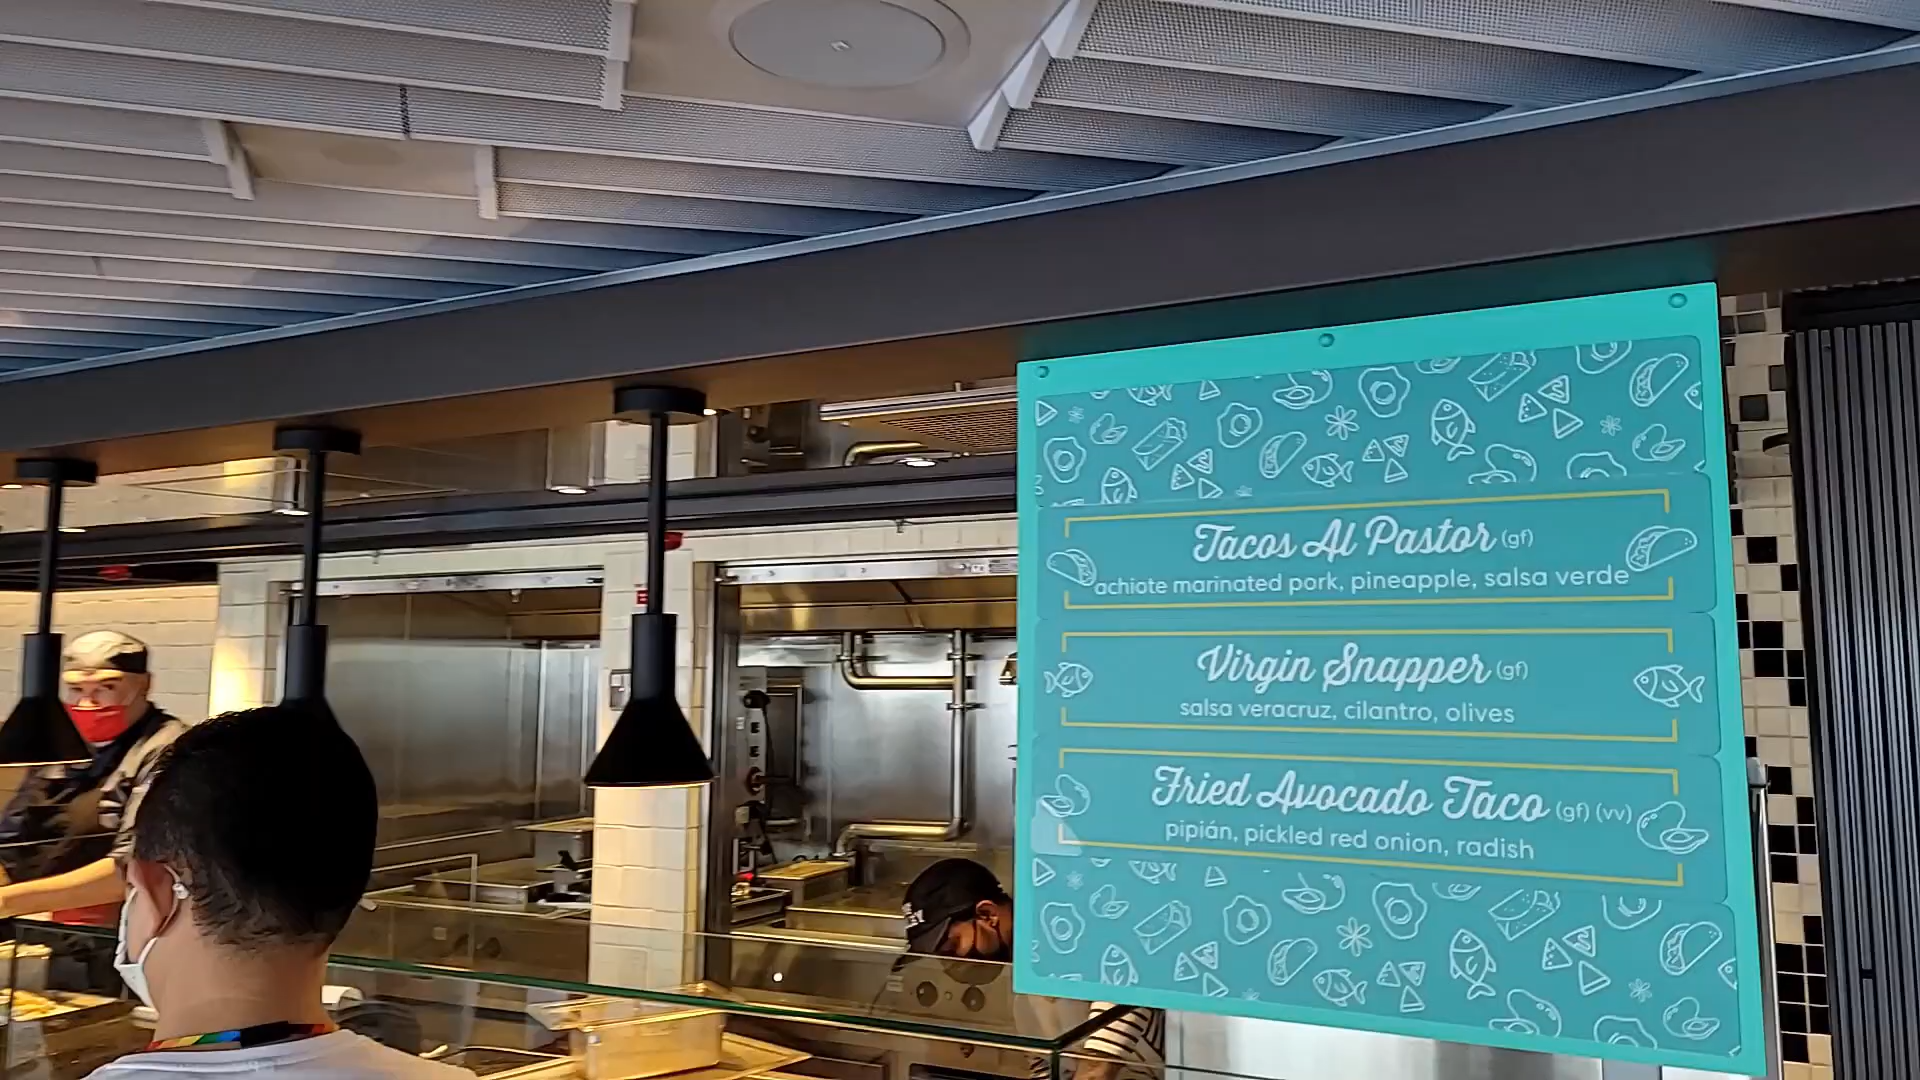 Tacos Al Pastor (gf)
achiote marinated pork, pineapple, salsa verde
Virgin Snapper (gf)
salsa veracruz, cilantro, olives
Fried Avocado Taco (gf) (vv)
pipián, pickled red onion, radish